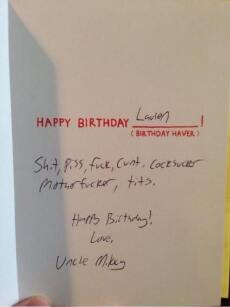 HAPPY BIRTHDAY Lauren !
(BIRTHDAY HAVER)
Shit, piss, fuck, cunt, cocksucker
motherfucker, tits.
Happy Birthday!
Love,
Uncle Mikey